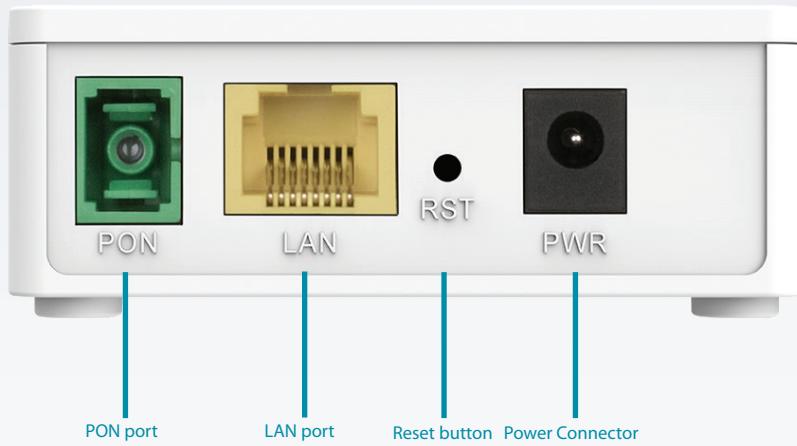 PON
LAN
RST
PWR
PON port
LAN port
Reset button
Power Connector